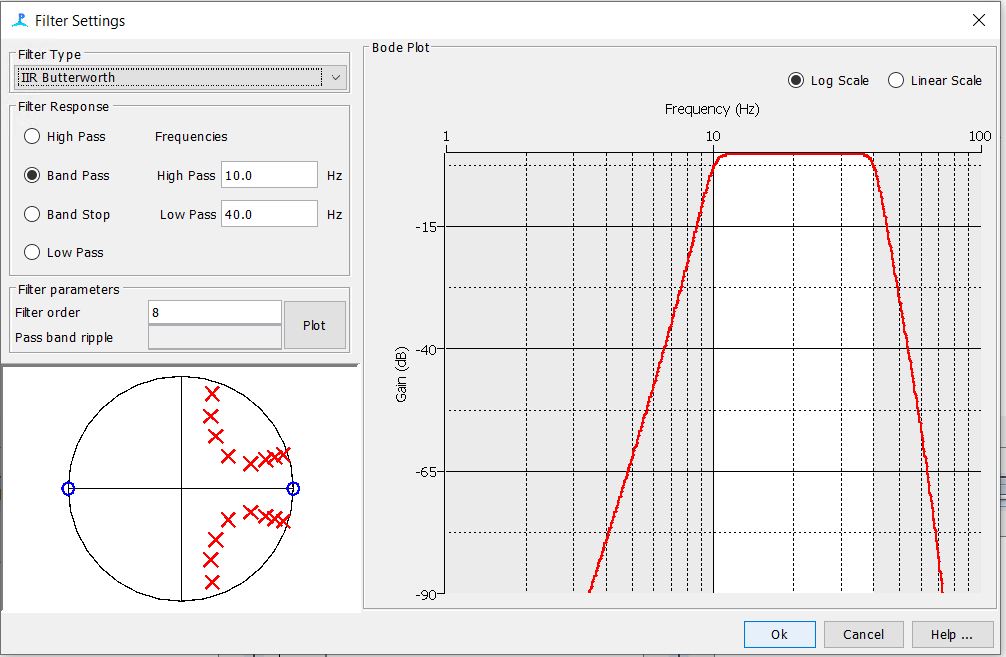 Filter Settings
Filter Type
IIR Butterworth
Filter Response
High Pass Frequencies
Band Pass High Pass 10.0 Hz
Band Stop Low Pass 40.0 Hz
Low Pass
Filter parameters
Filter order 8
Pass band ripple
Plot
Bode Plot
Log Scale Linear Scale
Frequency (Hz)
1 10 100
-15
-40
Gain (dB)
-65
-90
Ok Cancel Help ...